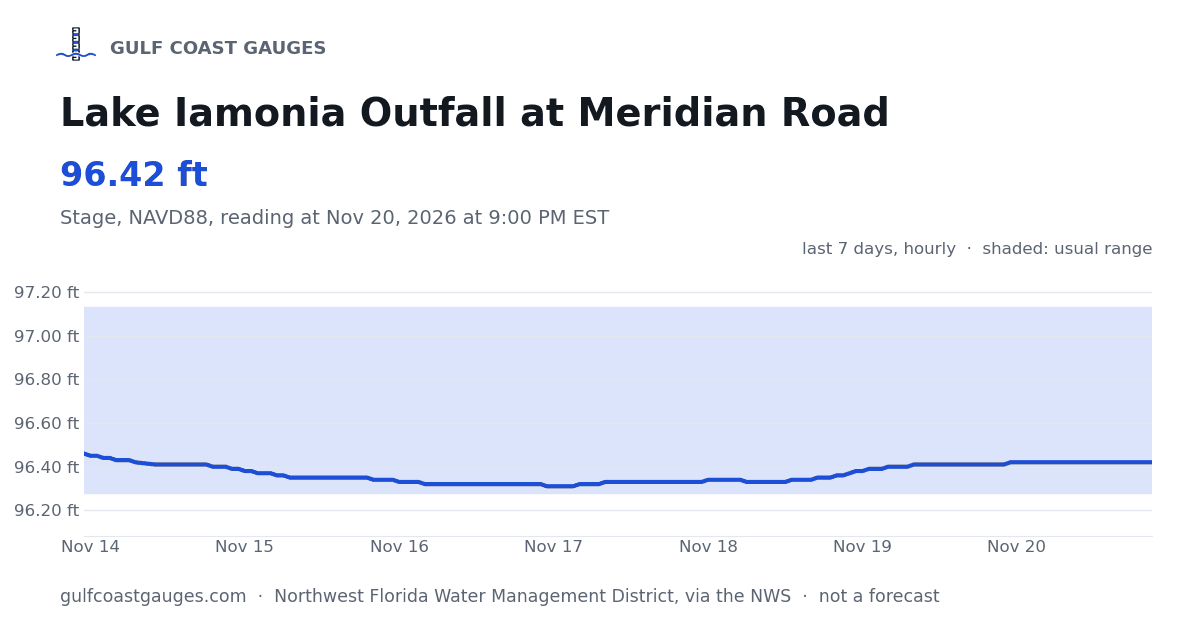 GULF COAST GAUGES
Lake Iamonia Outfall at Meridian Road
96.42 ft
Stage, NAVD88, reading at Nov 20, 2026 at 9:00 PM EST
last 7 days, hourly · shaded: usual range
97.20 ft
97.00 ft
96.80 ft
96.60 ft
96.40 ft
96.20 ft
Nov 14 Nov 15 Nov 16 Nov 17 Nov 18 Nov 19 Nov 20
gulfcoastgauges.com · Northwest Florida Water Management District, via the NWS · not a forecast